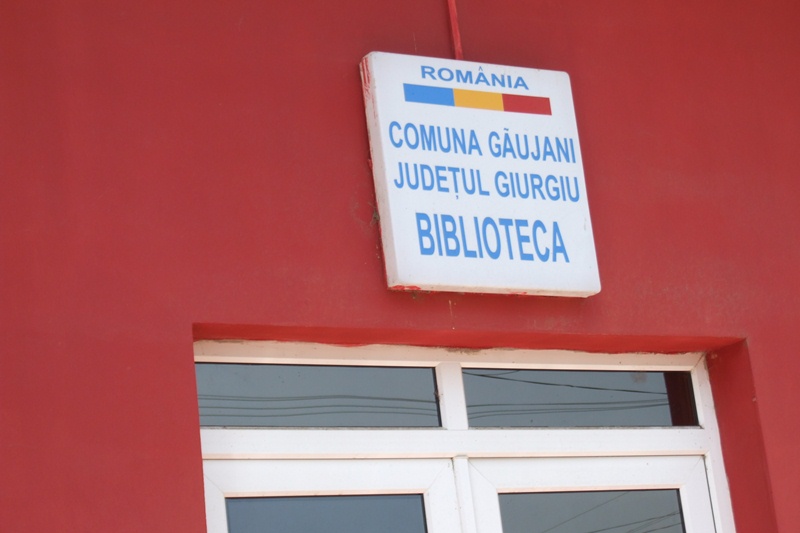 ROMÂNIA
COMUNA GĂUJANI
JUDEȚUL GIURGIU
BIBLIOTECA